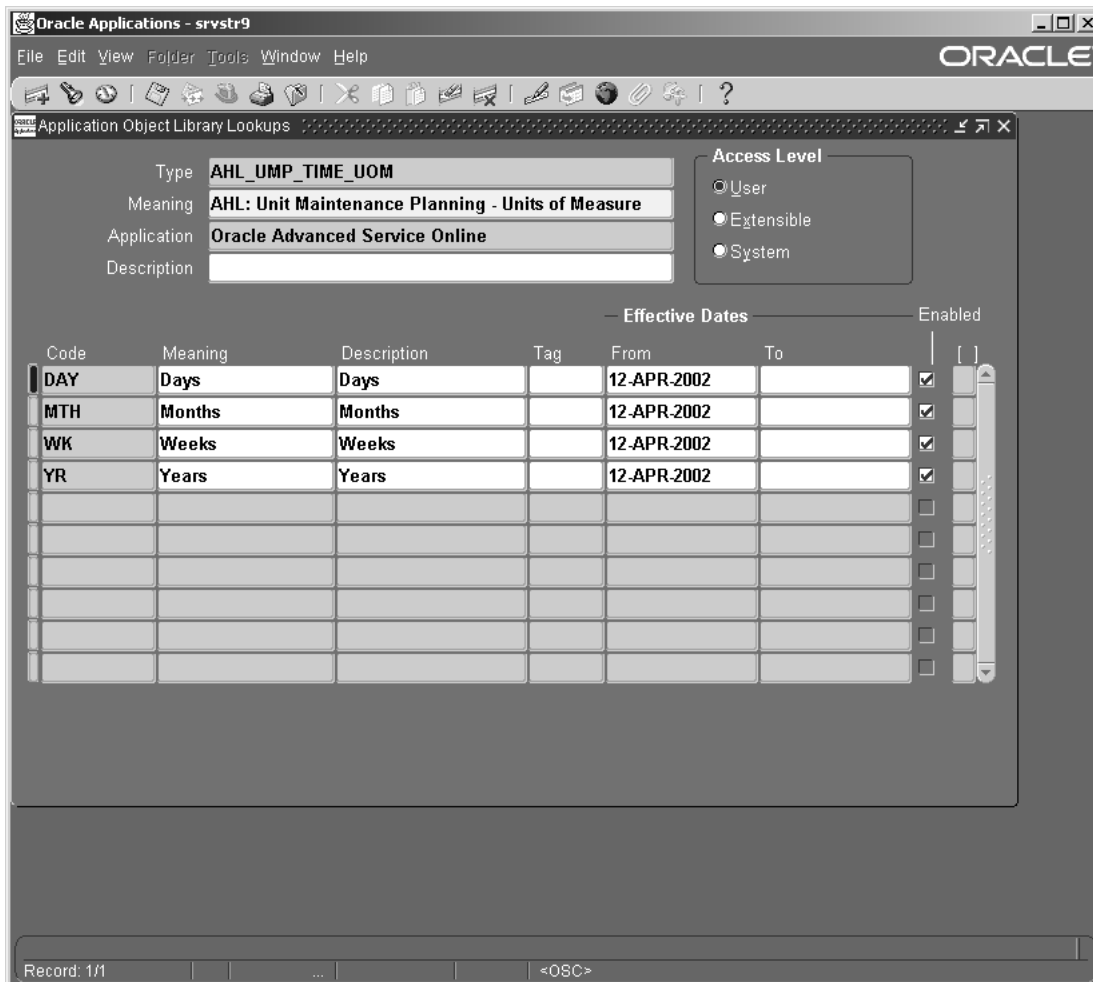 Oracle Applications - srvstr9
File Edit View Folder Tools Window Help
ORACLE
Application Object Library Lookups
Type AHL_UMP_TIME_UOM
Meaning AHL: Unit Maintenance Planning - Units of Measure
Application Oracle Advanced Service Online
Description
Access Level
User
Extensible
System
Effective Dates Enabled
Code Meaning Description Tag From To [ ]
DAY Days Days 12-APR-2002
MTH Months Months 12-APR-2002
WK Weeks Weeks 12-APR-2002
YR Years Years 12-APR-2002
Record: 1/1 ... <OSC>